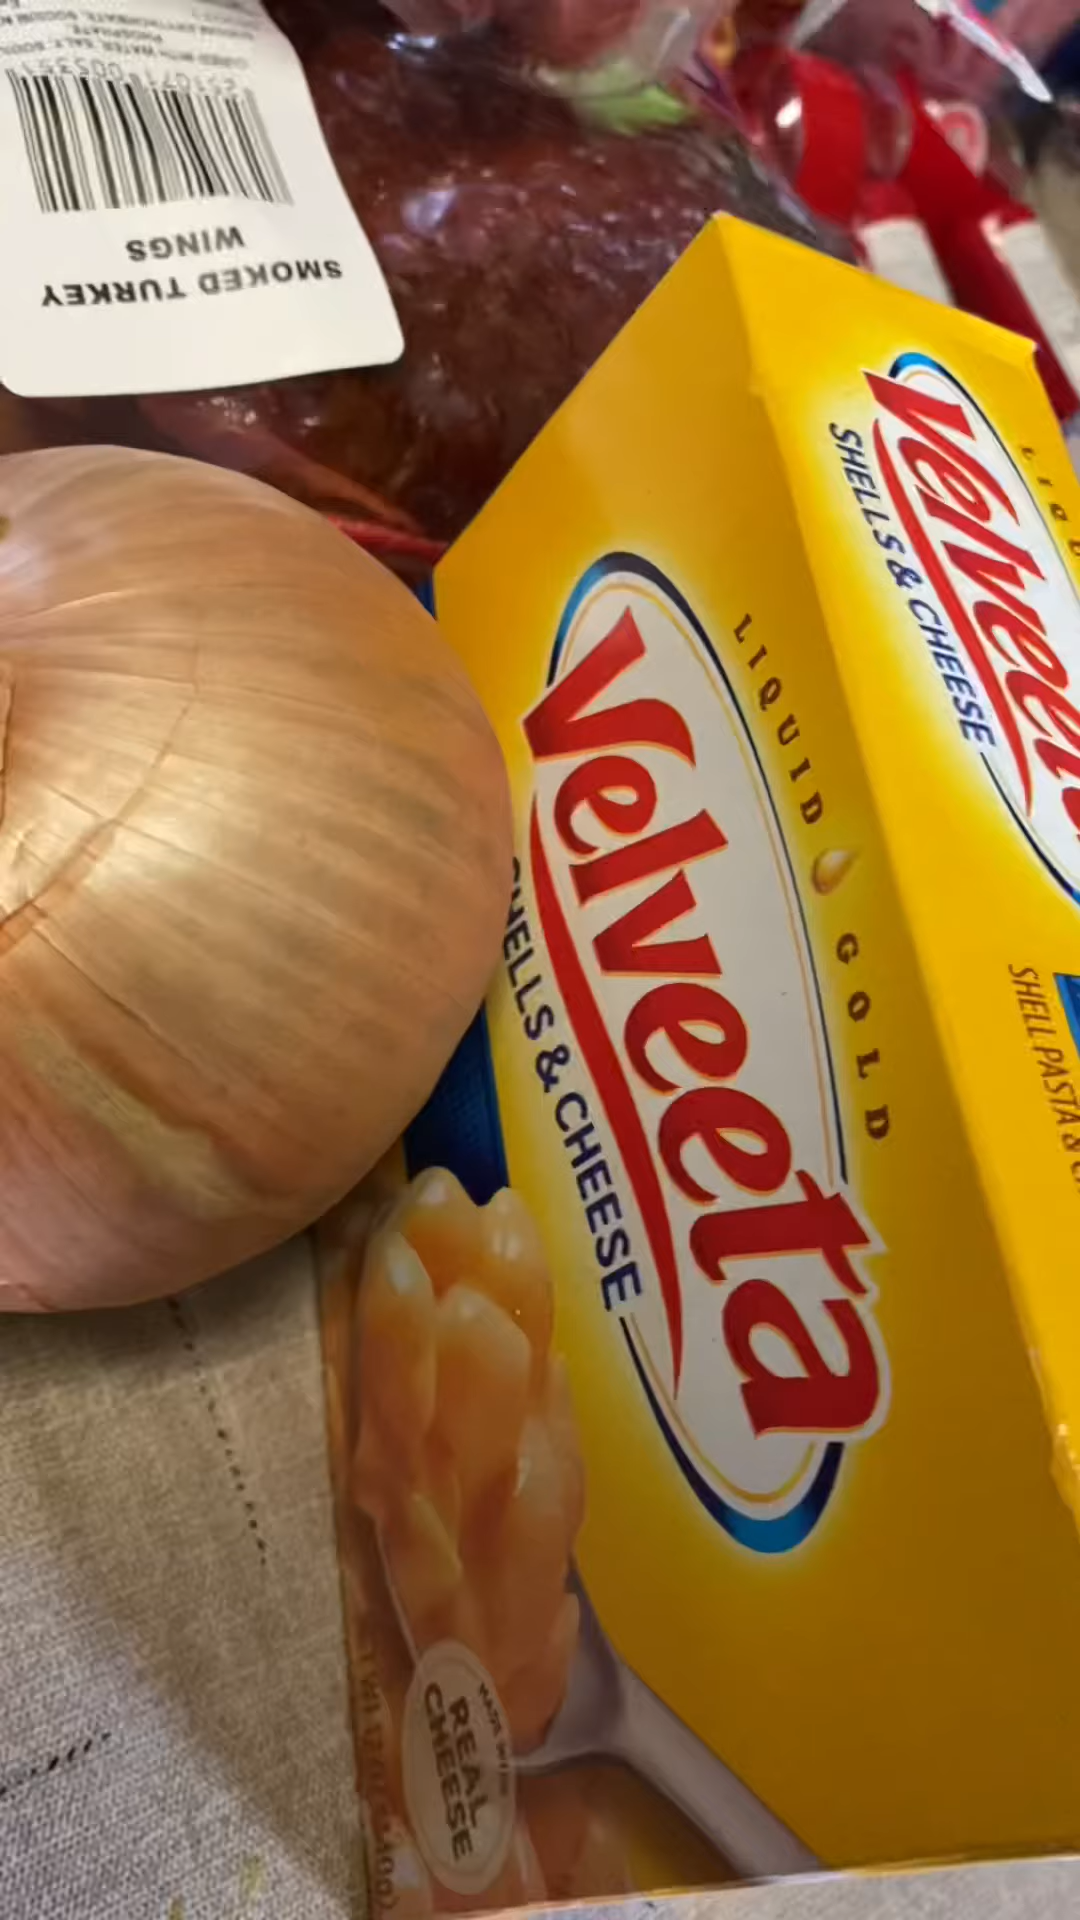 SMOKED TURKEY
WINGS
LIQUID GOLD
Velveeta
SHELLS & CHEESE
MADE WITH
REAL
CHEESE
Velveeta
SHELLS & CHEESE
SHELL PASTA &